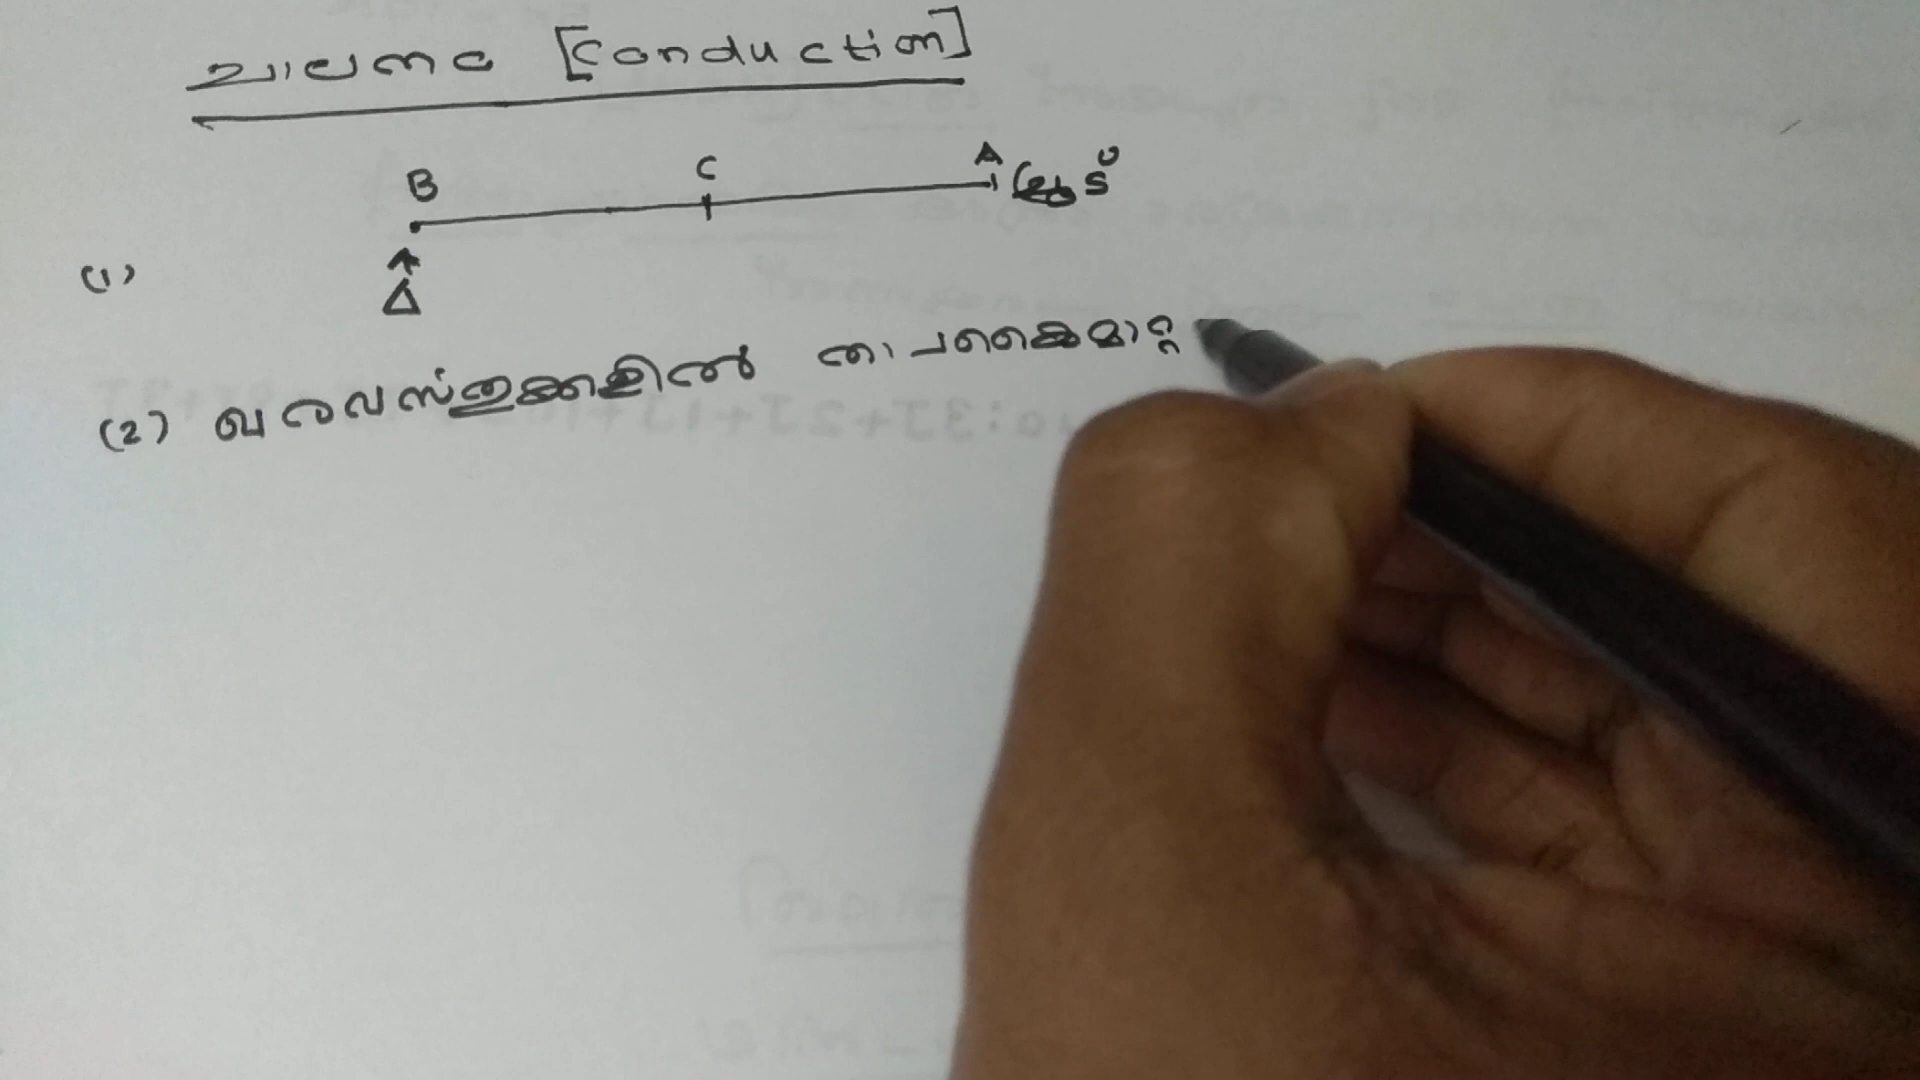 ചാലനം [Conduction]
B C A
(1)
(2) ഖരവസ്തുക്കളിൽ താപകൈമാറ്റ